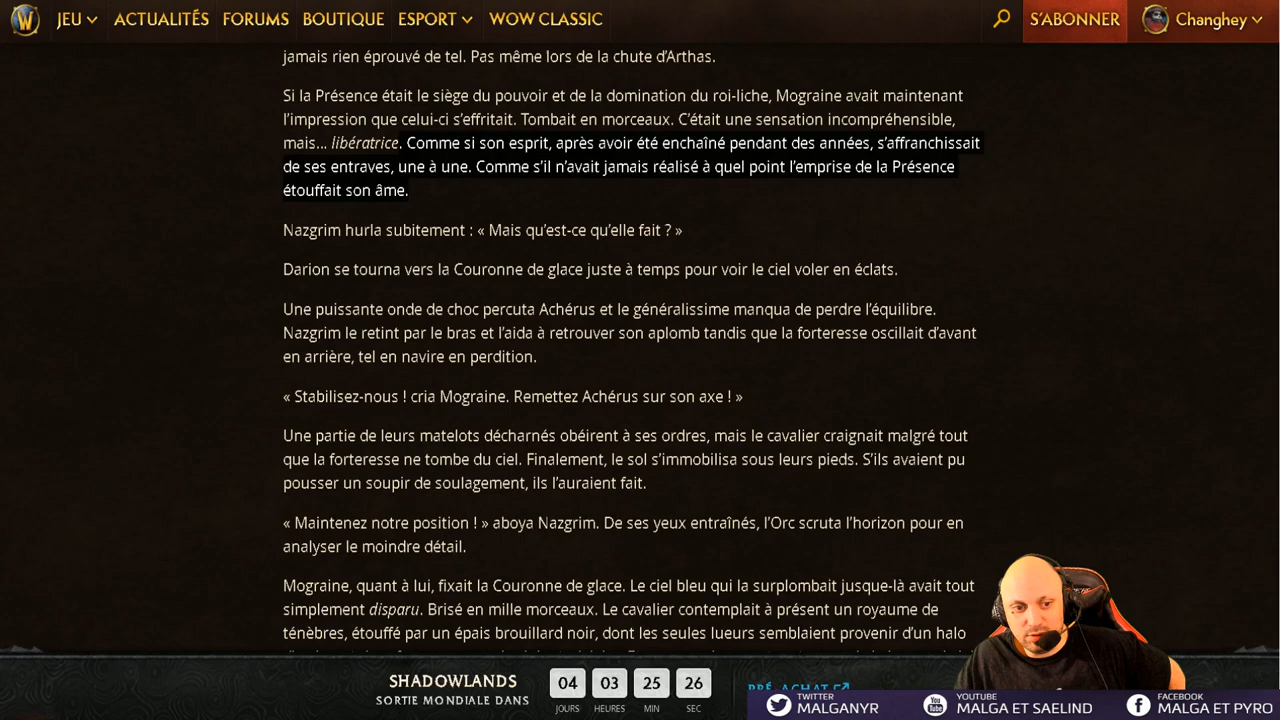 JEU ACTUALITÉS FORUMS BOUTIQUE ESPORT WOW CLASSIC S'ABONNER Changhey
jamais rien éprouvé de tel. Pas même lors de la chute d'Arthas.
Si la Présence était le siège du pouvoir et de la domination du roi-liche, Mograine avait maintenant
l'impression que celui-ci s'effritait. Tombait en morceaux. C'était une sensation incompréhensible,
mais... libératrice. Comme si son esprit, après avoir été enchaîné pendant des années, s'affranchissait
de ses entraves, une à une. Comme s'il n'avait jamais réalisé à quel point l'emprise de la Présence
étouffait son âme.
Nazgrim hurla subitement : « Mais qu'est-ce qu'elle fait ? »
Darion se tourna vers la Couronne de glace juste à temps pour voir le ciel voler en éclats.
Une puissante onde de choc percuta Achérus et le généralissime manqua de perdre l'équilibre.
Nazgrim le retint par le bras et l'aida à retrouver son aplomb tandis que la forteresse oscillait d'avant
en arrière, tel en navire en perdition.
« Stabilisez-nous ! cria Mograine. Remettez Achérus sur son axe ! »
Une partie de leurs matelots décharnés obéirent à ses ordres, mais le cavalier craignait malgré tout
que la forteresse ne tombe du ciel. Finalement, le sol s'immobilisa sous leurs pieds. S'ils avaient pu
pousser un soupir de soulagement, ils l'auraient fait.
« Maintenez notre position ! » aboya Nazgrim. De ses yeux entraînés, l'Orc scruta l'horizon pour en
analyser le moindre détail.
Mograine, quant à lui, fixait la Couronne de glace. Le ciel bleu qui la surplombait jusque-là avait tout
simplement disparu. Brisé en mille morceaux. Le cavalier contemplait à présent un royaume de
ténèbres, étouffé par un épais brouillard noir, dont les seules lueurs semblaient provenir d'un halo
SHADOWLANDS
SORTIE MONDIALE DANS
04 03 25 26
JOURS HEURES MIN SEC
PRÉ-ACHAT
TWITTER
MALGANYR
YOUTUBE
MALGA ET SAELIND
FACEBOOK
MALGA ET PYRO